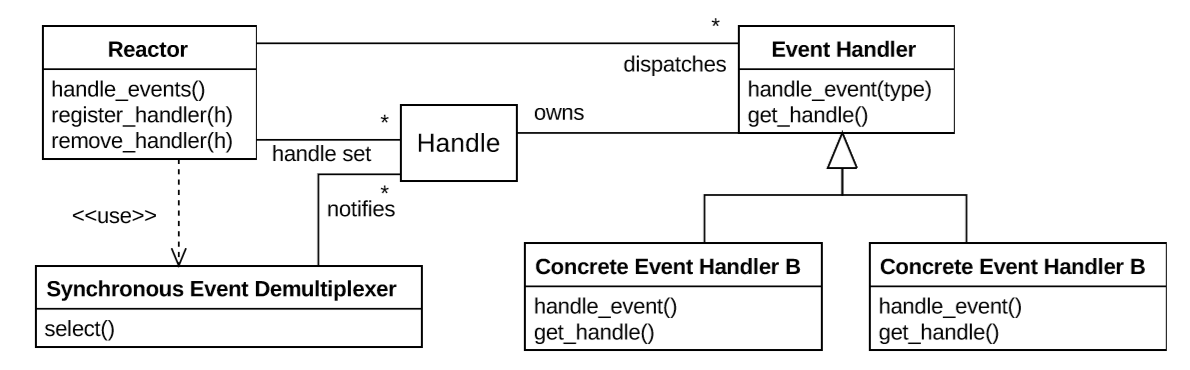 Reactor
handle_events()
register_handler(h)
remove_handler(h)
*
dispatches
Event Handler
handle_event(type)
get_handle()
*
handle set
Handle
owns
*
notifies
<<use>>
Synchronous Event Demultiplexer
select()
Concrete Event Handler B
handle_event()
get_handle()
Concrete Event Handler B
handle_event()
get_handle()